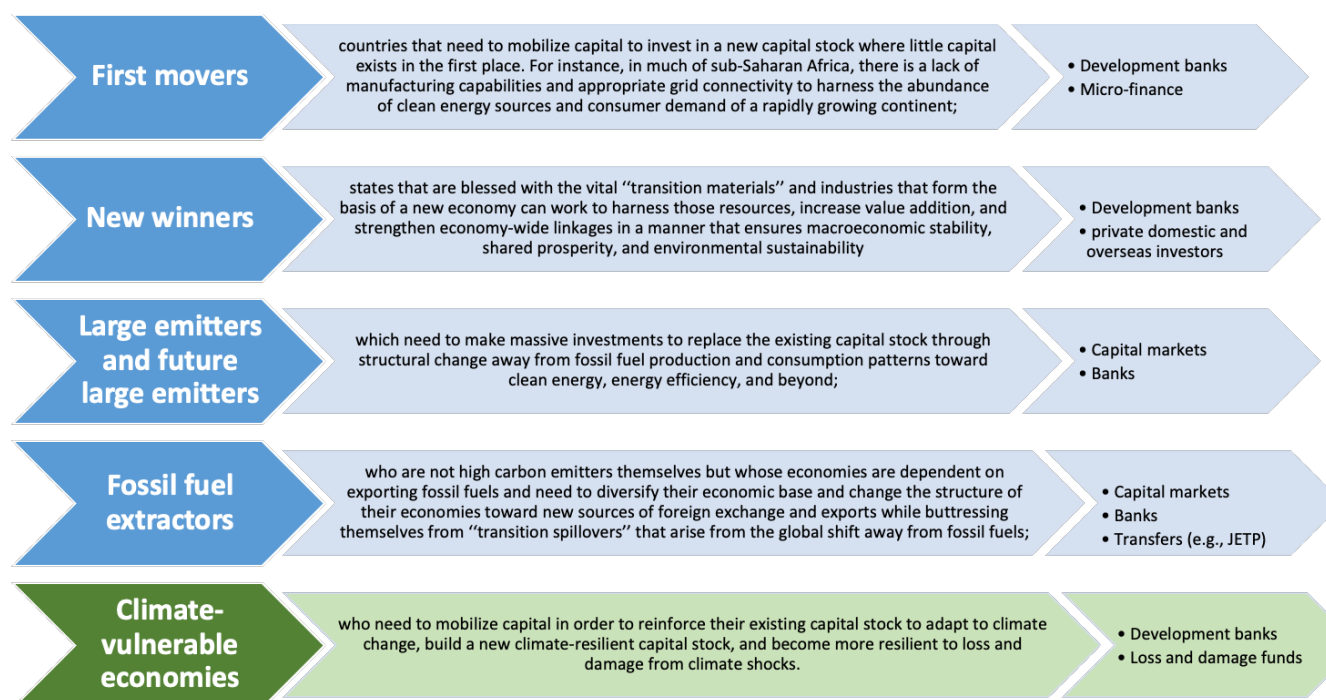 First movers
countries that need to mobilize capital to invest in a new capital stock where little capital
exists in the first place. For instance, in much of sub-Saharan Africa, there is a lack of
manufacturing capabilities and appropriate grid connectivity to harness the abundance
of clean energy sources and consumer demand of a rapidly growing continent;
• Development banks
• Micro-finance
New winners
states that are blessed with the vital ‘‘transition materials’’ and industries that form the
basis of a new economy can work to harness those resources, increase value addition, and
strengthen economy-wide linkages in a manner that ensures macroeconomic stability,
shared prosperity, and environmental sustainability
• Development banks
• private domestic and
overseas investors
Large emitters
and future
large emitters
which need to make massive investments to replace the existing capital stock through
structural change away from fossil fuel production and consumption patterns toward
clean energy, energy efficiency, and beyond;
• Capital markets
• Banks
Fossil fuel
extractors
who are not high carbon emitters themselves but whose economies are dependent on
exporting fossil fuels and need to diversify their economic base and change the structure of
their economies toward new sources of foreign exchange and exports while buttressing
themselves from ‘‘transition spillovers’’ that arise from the global shift away from fossil fuels;
• Capital markets
• Banks
• Transfers (e.g., JETP)
Climate-
vulnerable
economies
who need to mobilize capital in order to reinforce their existing capital stock to adapt to climate
change, build a new climate-resilient capital stock, and become more resilient to loss and
damage from climate shocks.
• Development banks
• Loss and damage funds